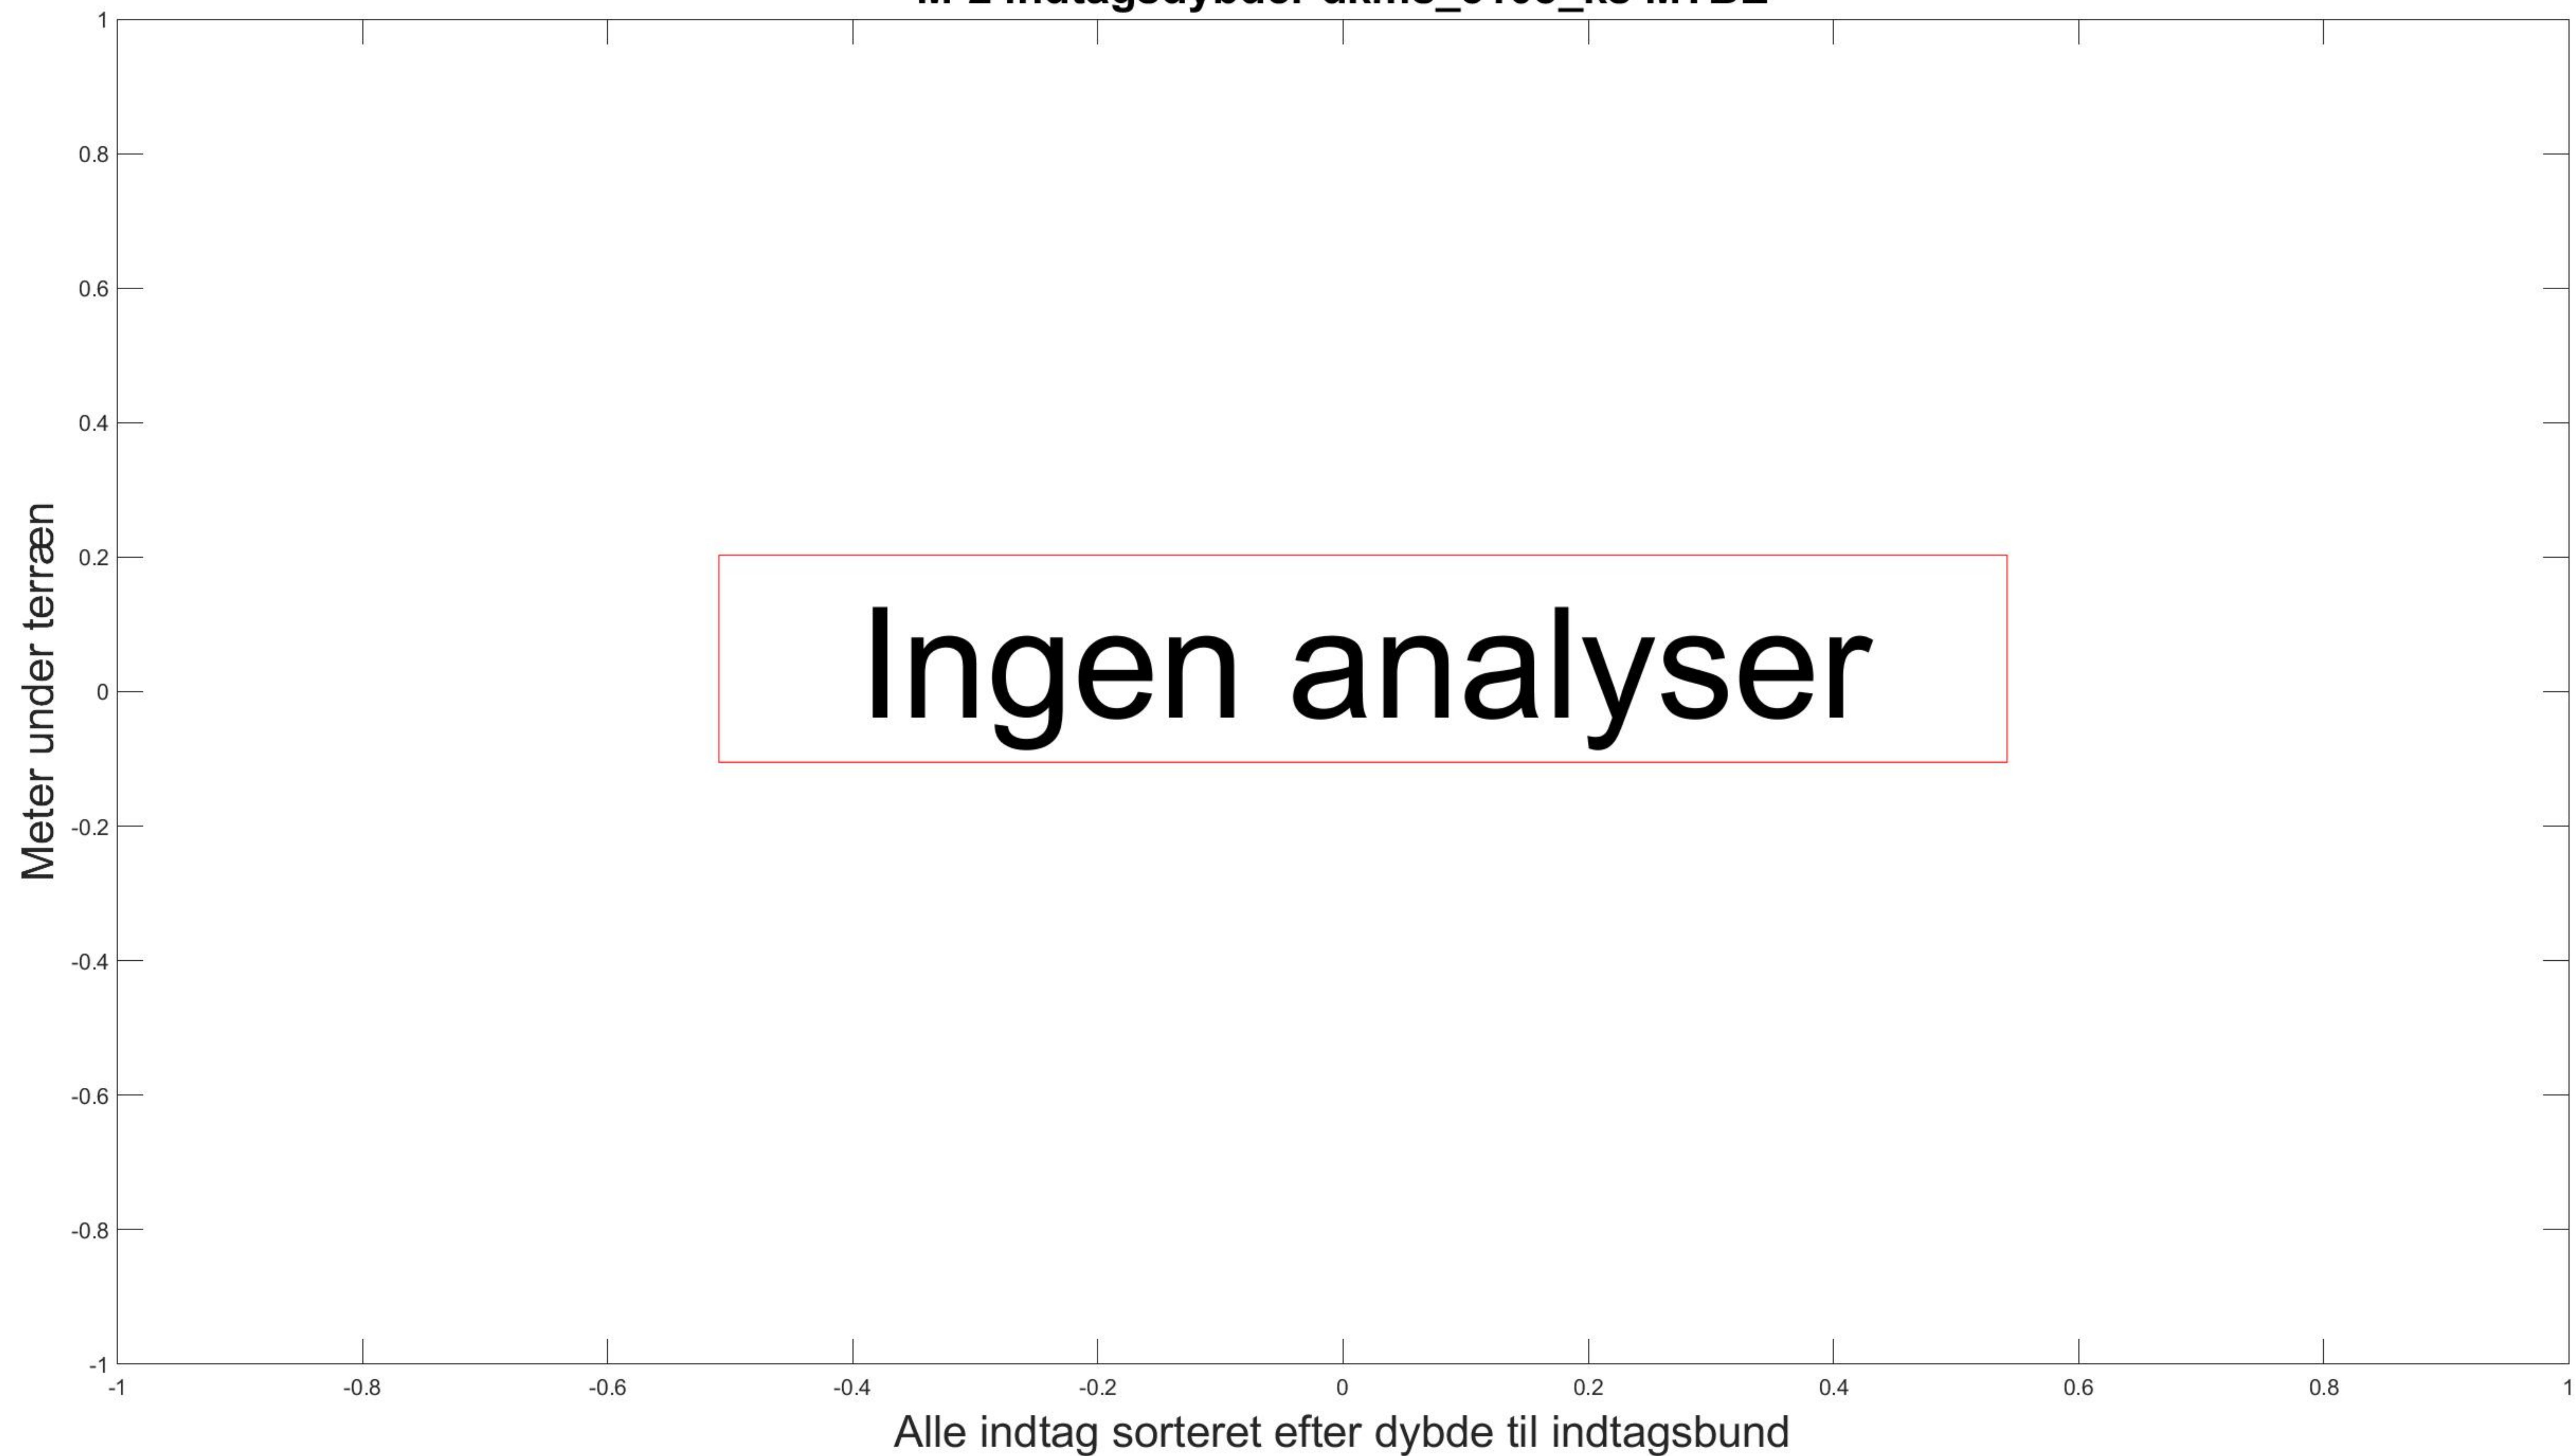 1
0.8
0.6
0.4
0.2
0
-0.2
-0.4
-0.6
-0.8
-1
Meter under terræn
Ingen analyser
-1 -0.8 -0.6 -0.4 -0.2 0 0.2 0.4 0.6 0.8 1
Alle indtag sorteret efter dybde til indtagsbund